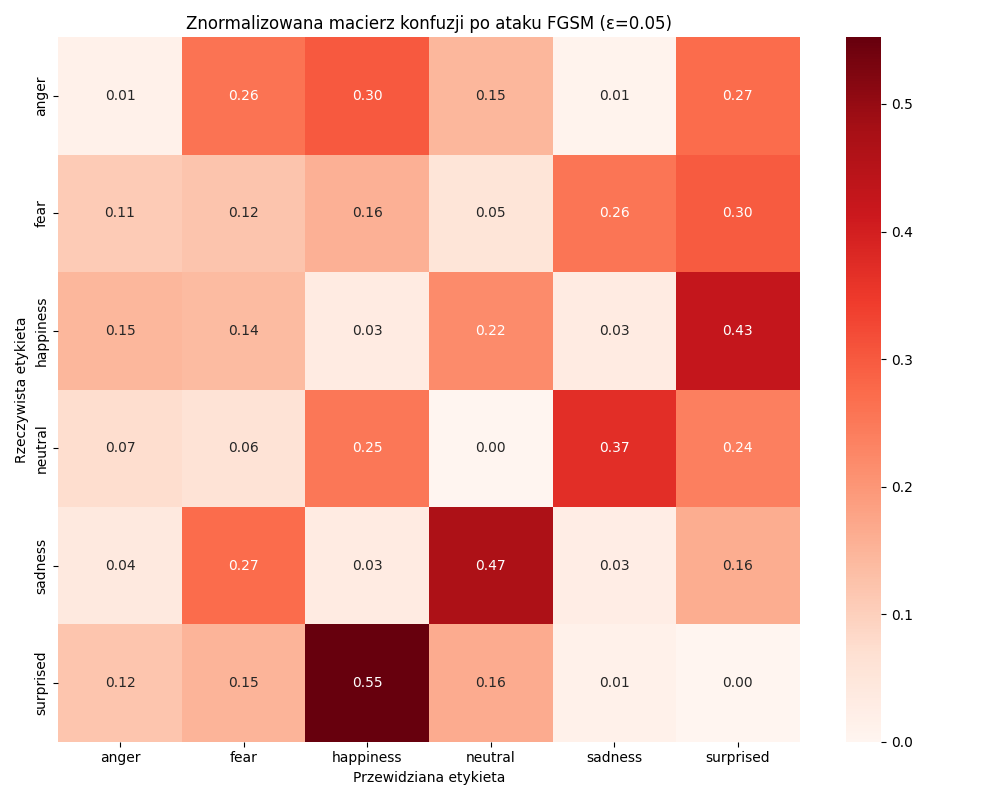 Znormalizowana macierz konfuzji po ataku FGSM (ε=0.05)
Rzeczywista etykieta
anger 0.01 0.26 0.30 0.15 0.01 0.27
fear 0.11 0.12 0.16 0.05 0.26 0.30
happiness 0.15 0.14 0.03 0.22 0.03 0.43
neutral 0.07 0.06 0.25 0.00 0.37 0.24
sadness 0.04 0.27 0.03 0.47 0.03 0.16
surprised 0.12 0.15 0.55 0.16 0.01 0.00
anger fear happiness neutral sadness surprised
Przewidziana etykieta
0.5
0.4
0.3
0.2
0.1
0.0